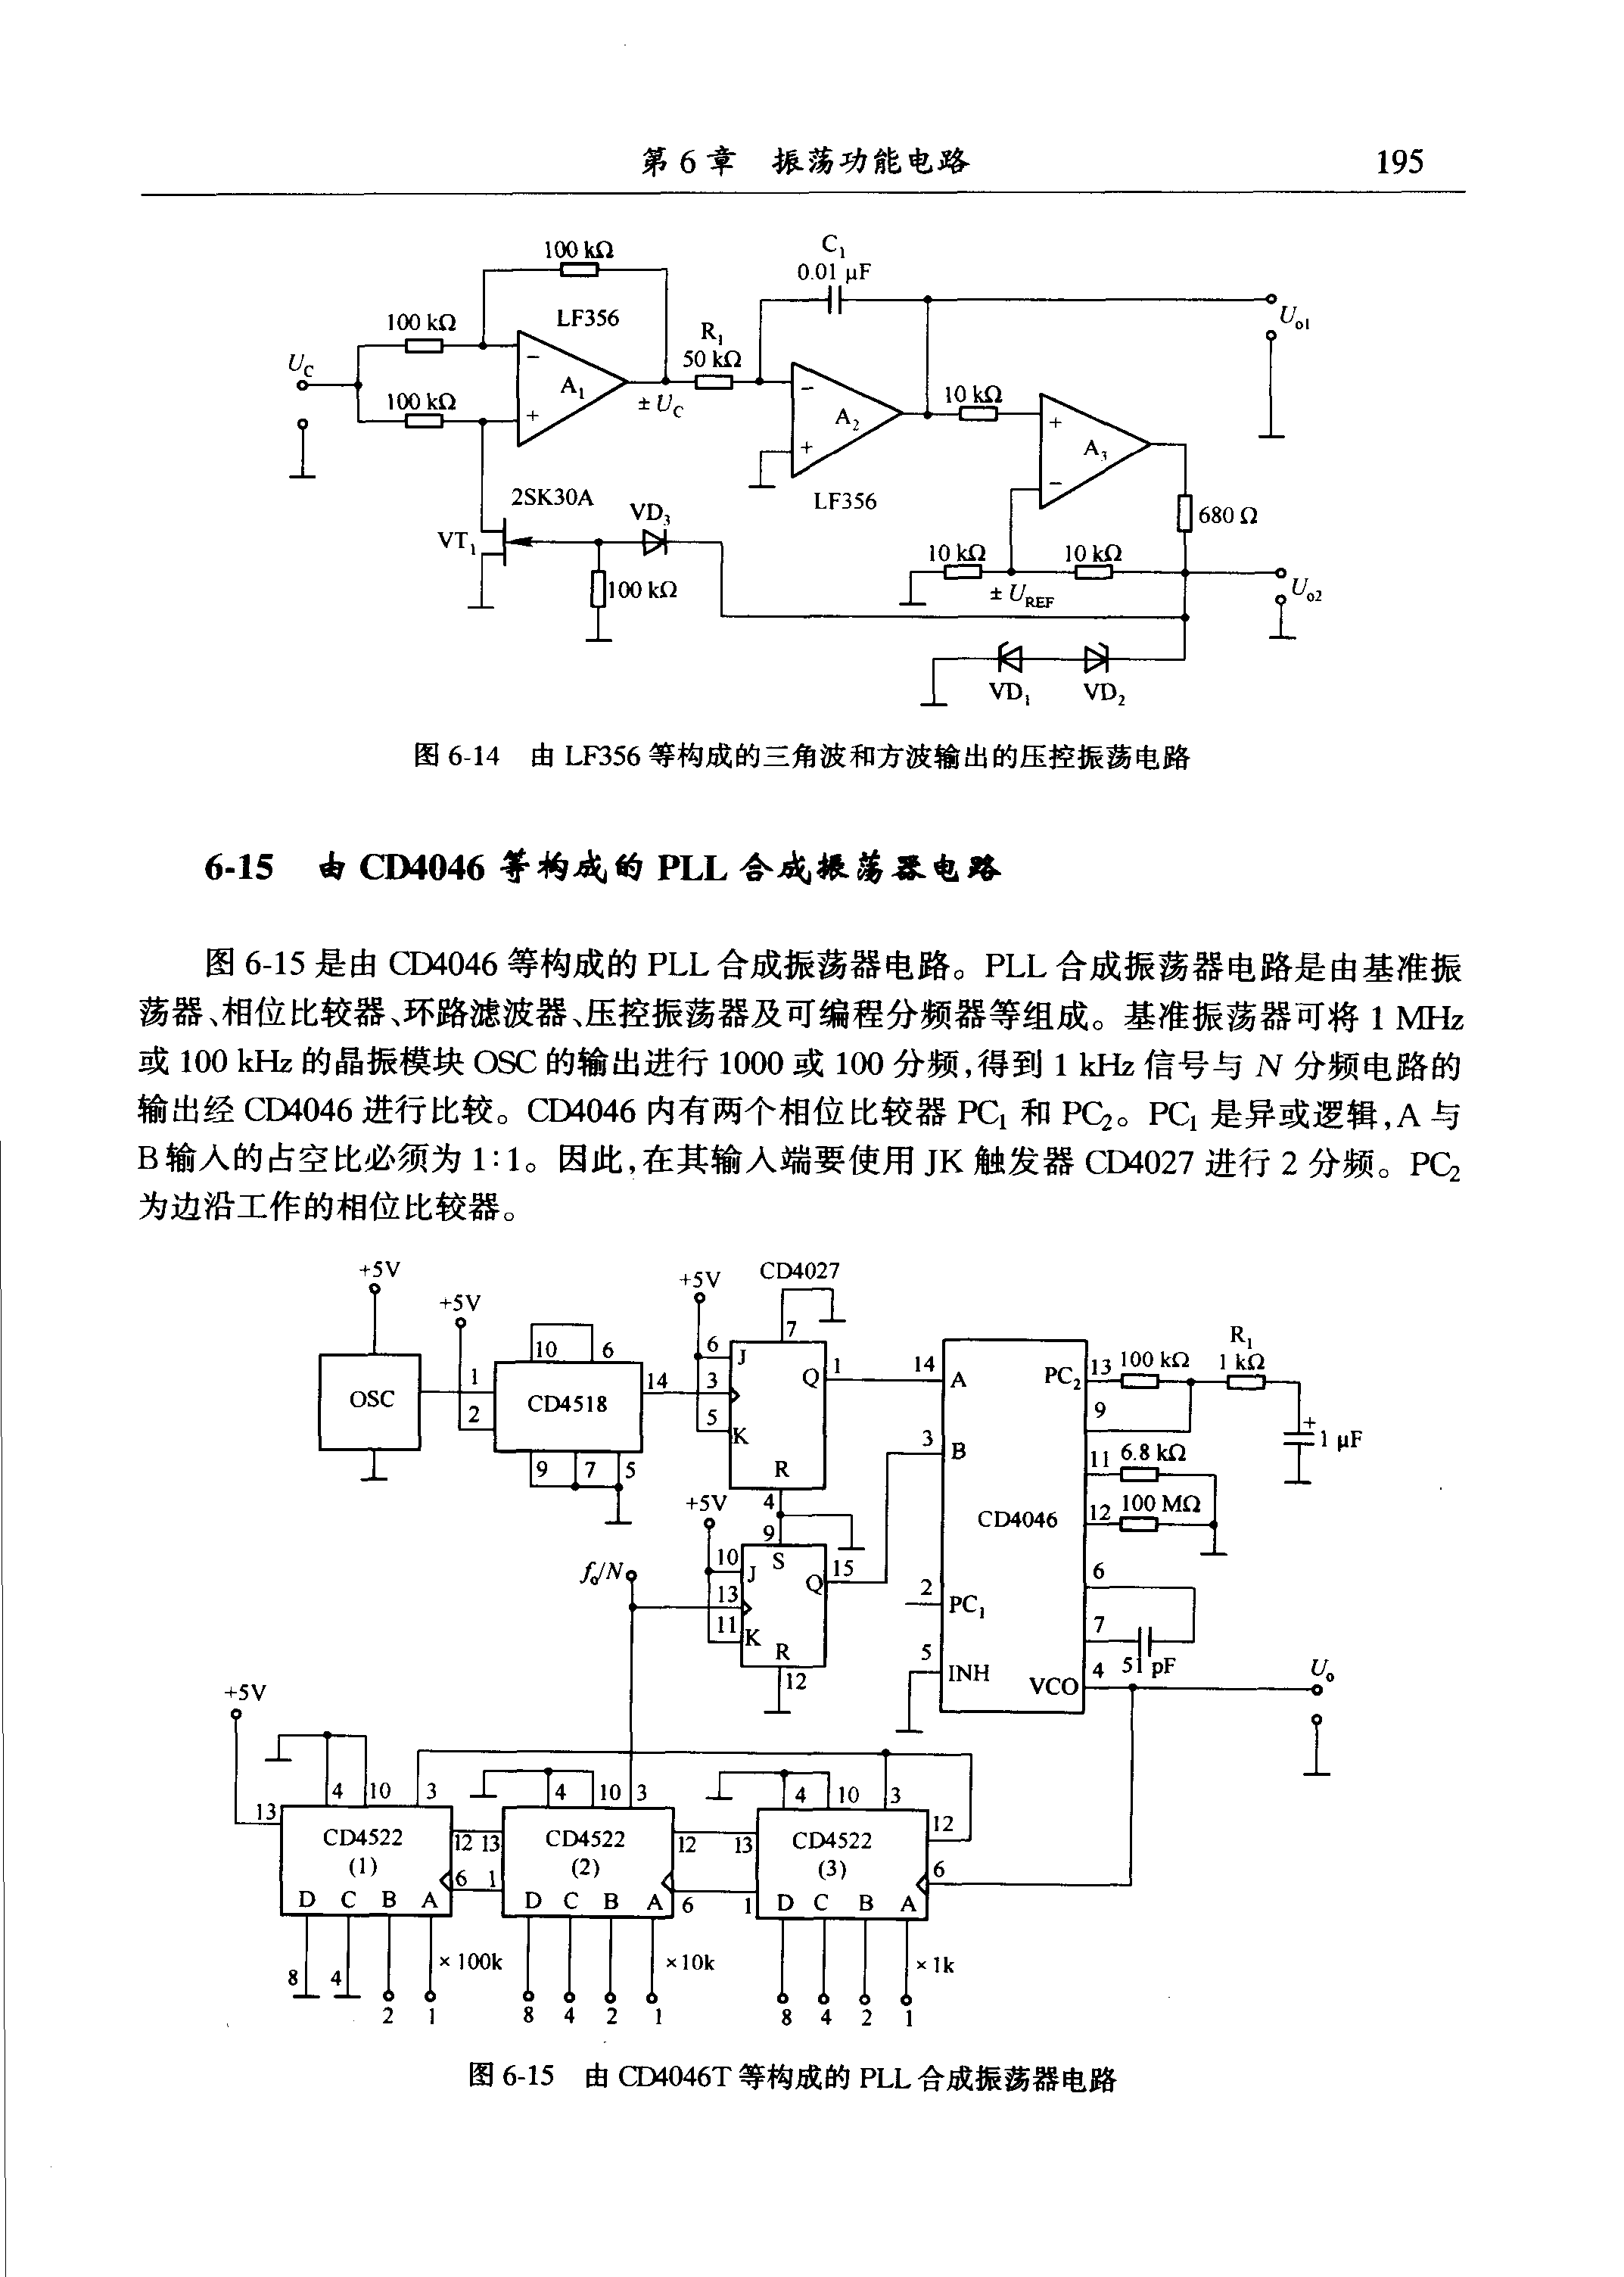 第 6 章 振荡功能电路 195
100 kΩ
C₁
0.01 μF
LF356
100 kΩ
R₁
50 kΩ
U_C
U_o1
−
A₁
+
100 kΩ
± U_C
−
A₂
+
10 kΩ
+
A₃
−
2SK30A
VD₃
LF356
680 Ω
VT₁
10 kΩ
10 kΩ
100 kΩ
± U_REF
U_o2
VD₁
VD₂
图 6-14 由 LF356 等构成的三角波和方波输出的压控振荡电路
6-15 由 CD4046 等构成的 PLL 合成振荡器电路
图 6-15 是由 CD4046 等构成的 PLL 合成振荡器电路。PLL 合成振荡器电路是由基准振
荡器、相位比较器、环路滤波器、压控振荡器及可编程分频器等组成。基准振荡器可将 1 MHz
或 100 kHz 的晶振模块 OSC 的输出进行 1000 或 100 分频,得到 1 kHz 信号与 N 分频电路的
输出经 CD4046 进行比较。CD4046 内有两个相位比较器 PC₁ 和 PC₂。PC₁ 是异或逻辑,A 与
B 输入的占空比必须为 1:1。因此,在其输入端要使用 JK 触发器 CD4027 进行 2 分频。PC₂
为边沿工作的相位比较器。
+5V
+5V
+5V
CD4027
10 6
7
R₁
1 kΩ
OSC
1
2
CD4518
14
9 7 5
6 J
3
5 K
Q 1
R
4
14 A
3 B
PC₂ 13 100 kΩ
9
+
1 μF
11 6.8 kΩ
12 100 MΩ
CD4046
+5V
f₀/N
9
S
10 J
13
11 K
Q 15
R
12
2 PC₁
5 INH
6
7
51 pF
VCO 4
U_o
+5V
4 10 3
4 10 3
4 10 3
13
CD4522
(1)
12 13
6 1
CD4522
(2)
12 13
6 1
CD4522
(3)
12
6
D C B A
D C B A
D C B A
× 100k
× 10k
× 1k
8 4 2 1
8 4 2 1
8 4 2 1
图 6-15 由 CD4046T 等构成的 PLL 合成振荡器电路